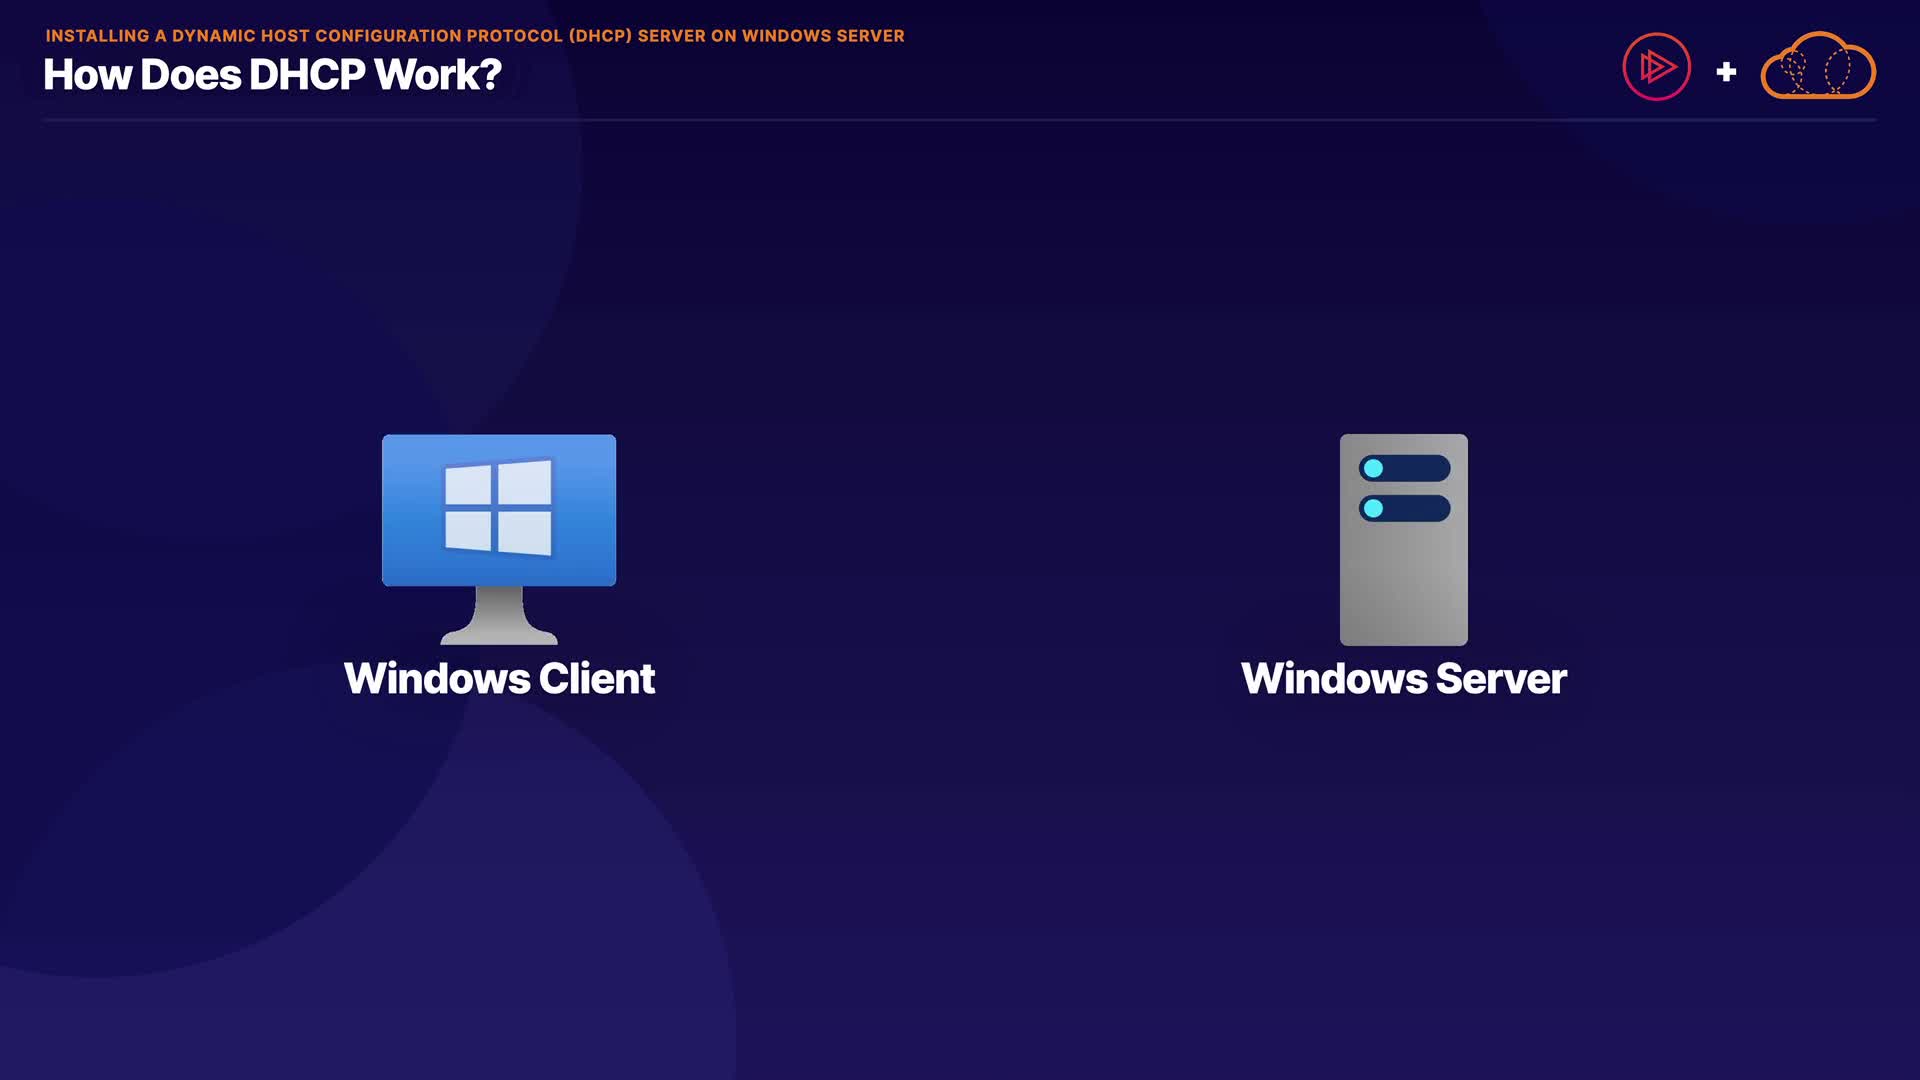 INSTALLING A DYNAMIC HOST CONFIGURATION PROTOCOL (DHCP) SERVER ON WINDOWS SERVER
How Does DHCP Work?
+
Windows Client
Windows Server